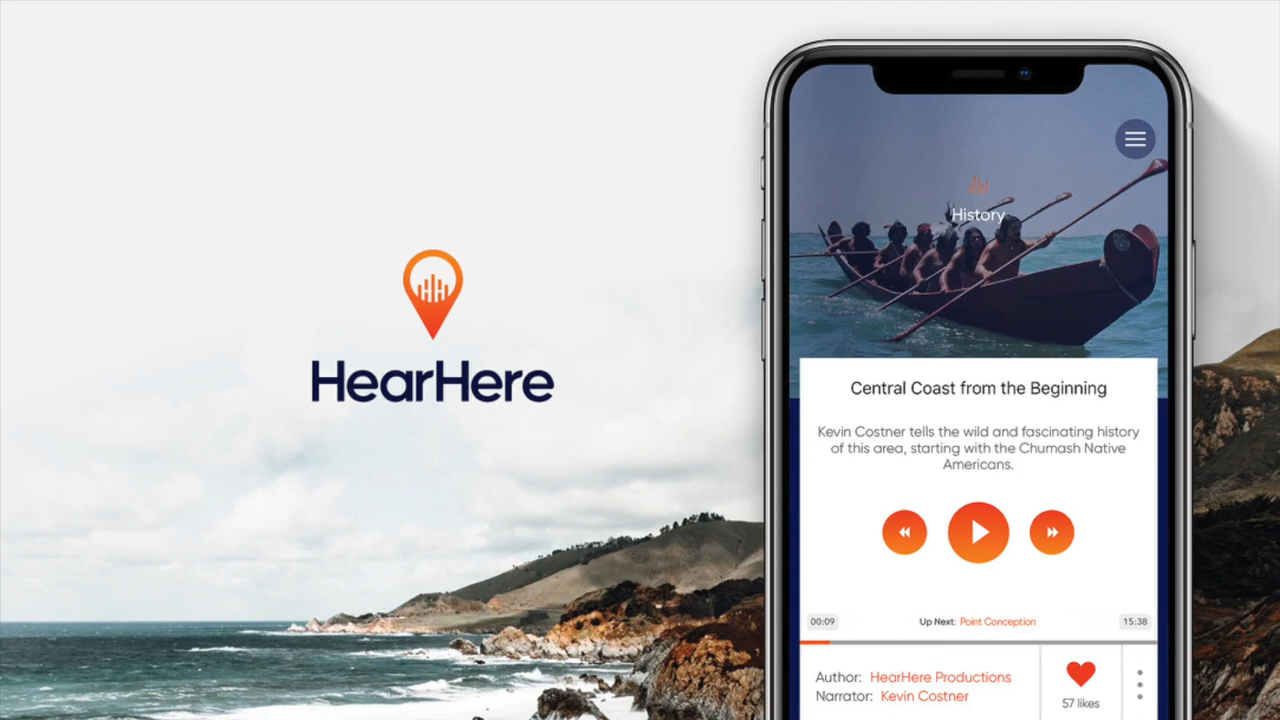 HearHere
History
Central Coast from the Beginning
Kevin Costner tells the wild and fascinating history
of this area, starting with the Chumash Native
Americans.
00:09
Up Next: Point Conception
15:38
Author: HearHere Productions
Narrator: Kevin Costner
57 likes